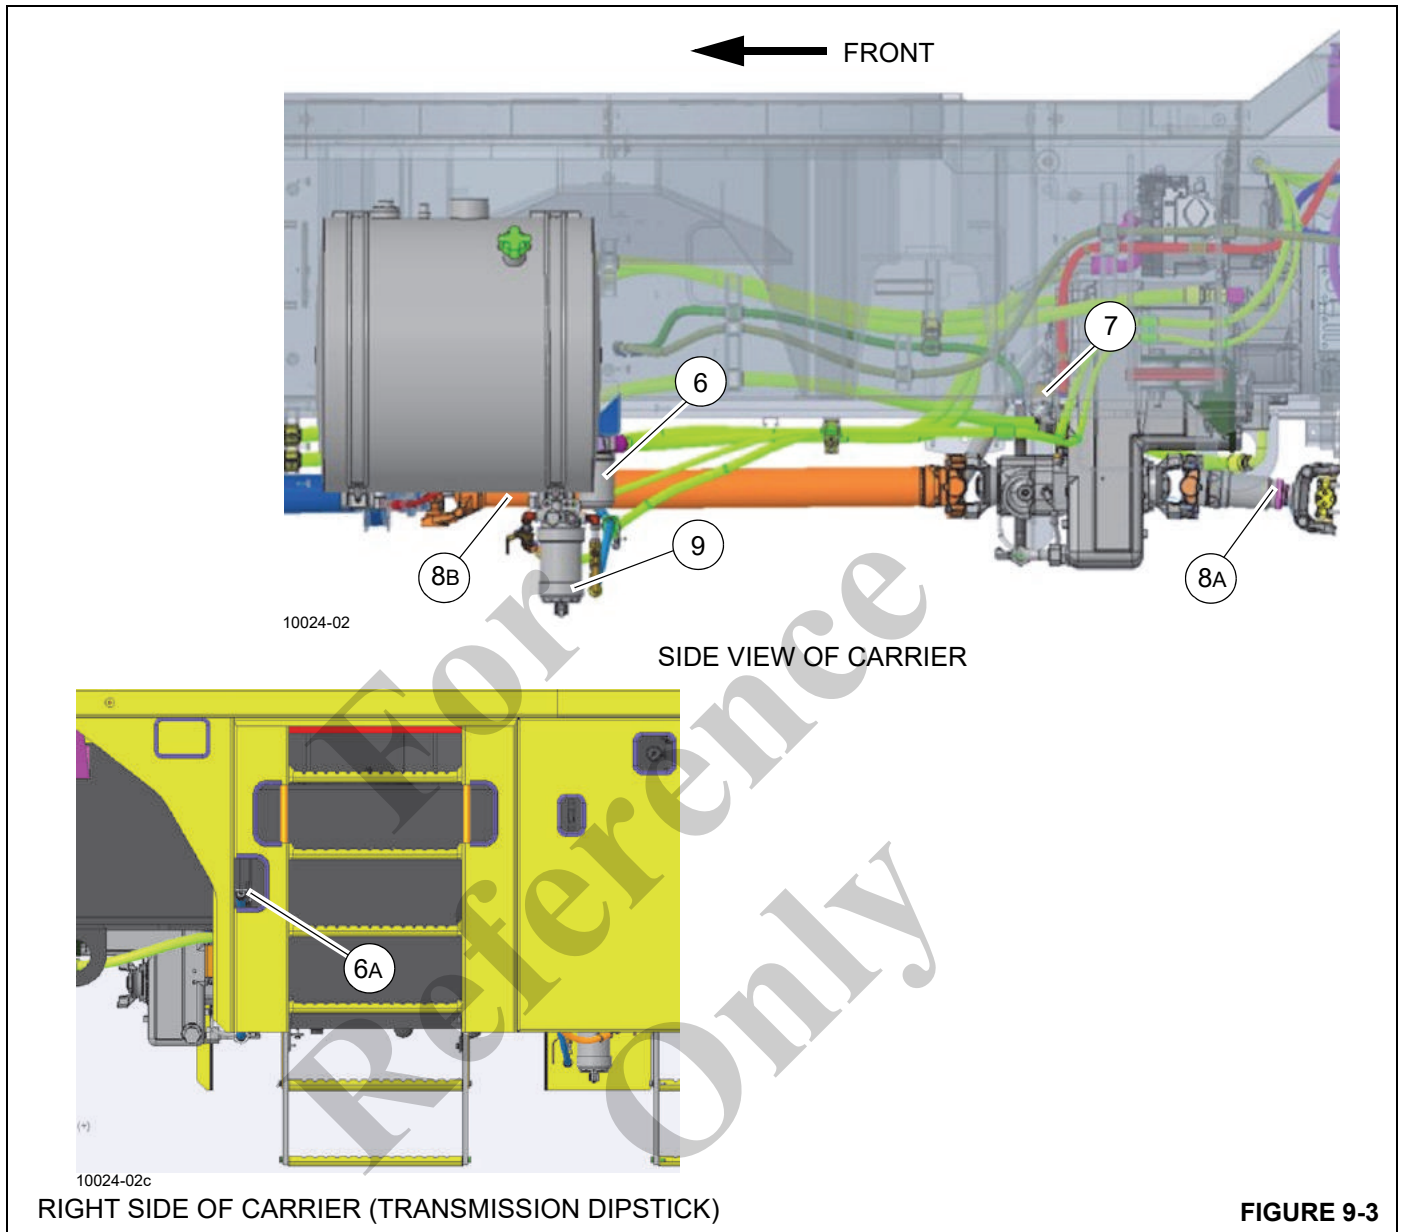 FRONT
7
6
9
8B
8A
10024-02
SIDE VIEW OF CARRIER
6A
(+)
10024-02c
RIGHT SIDE OF CARRIER (TRANSMISSION DIPSTICK)
FIGURE 9-3
For
Reference
Only